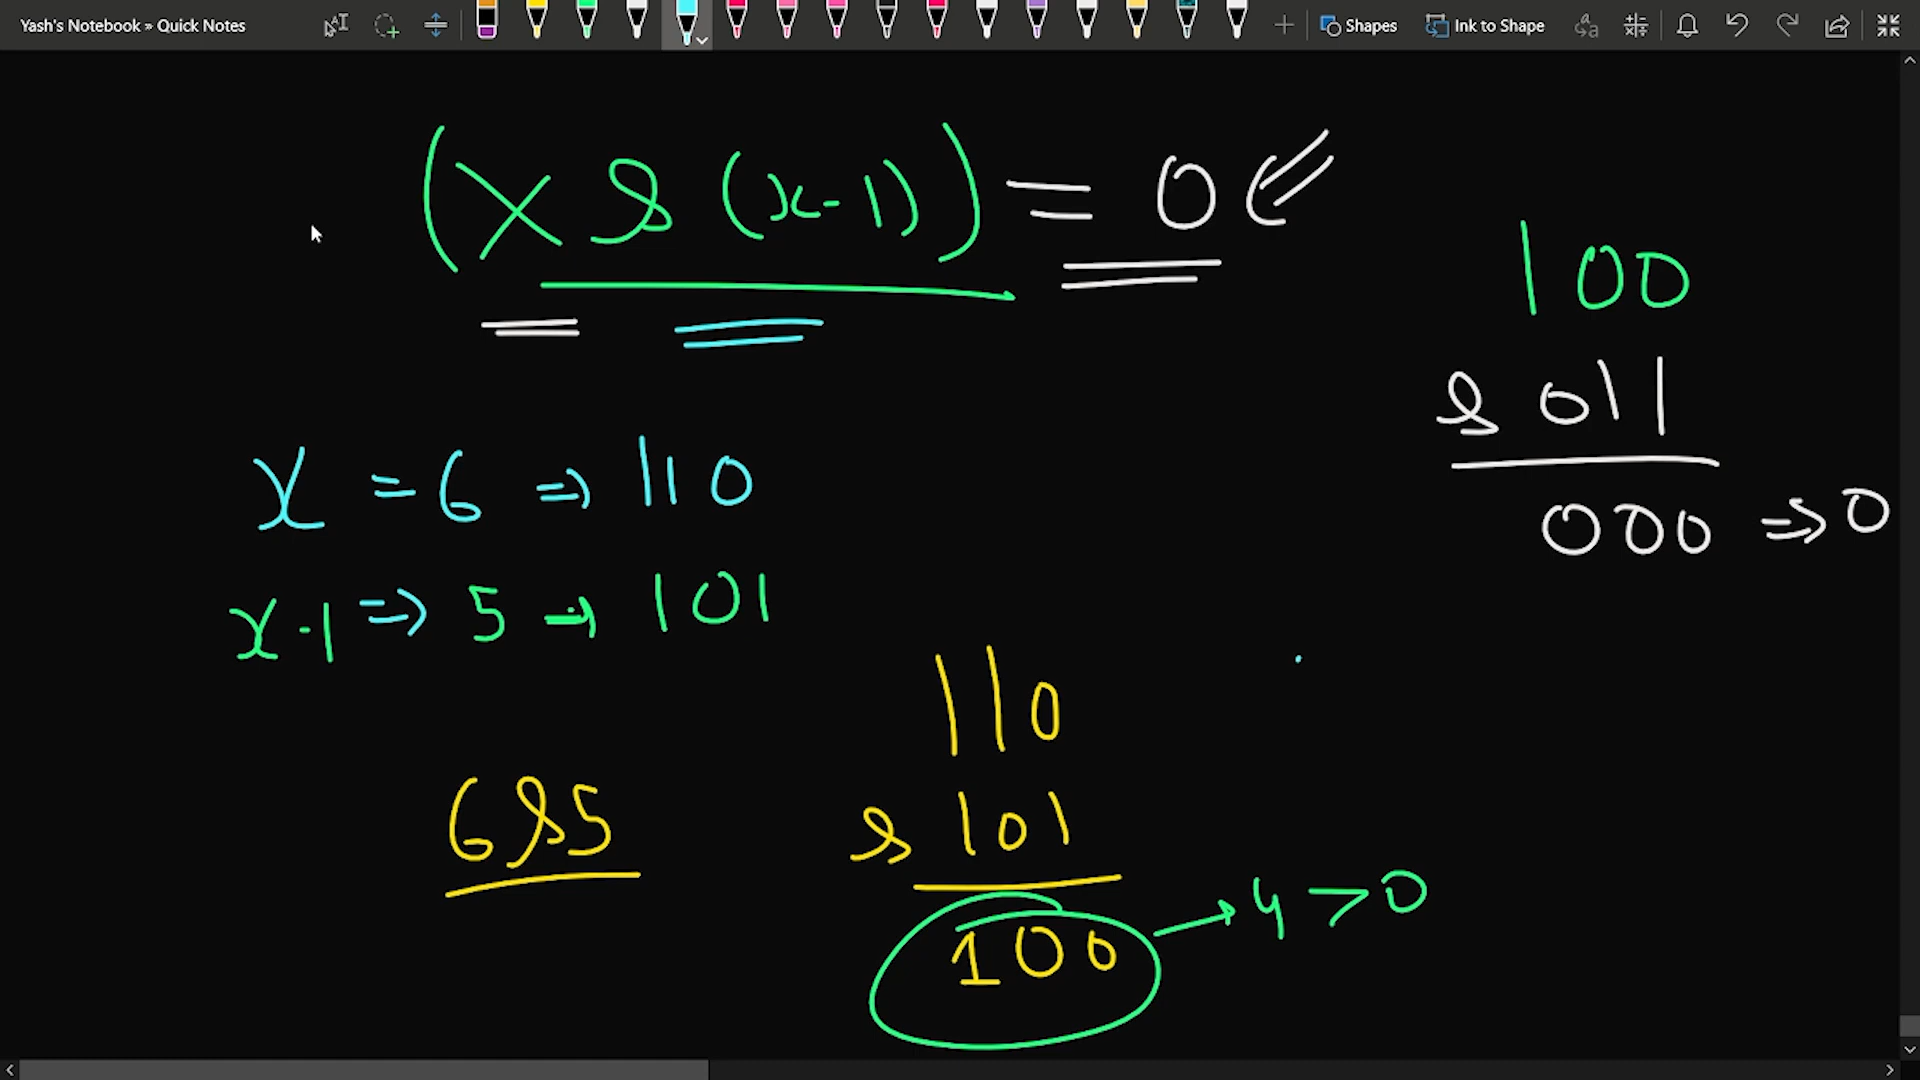 Yash's Notebook » Quick Notes
Shapes
Ink to Shape
(x & (x-1)) = 0
100
& 011
000 => 0
x = 6 => 110
x-1 => 5 → 101
110
& 101
100 → 4 > 0
6&5